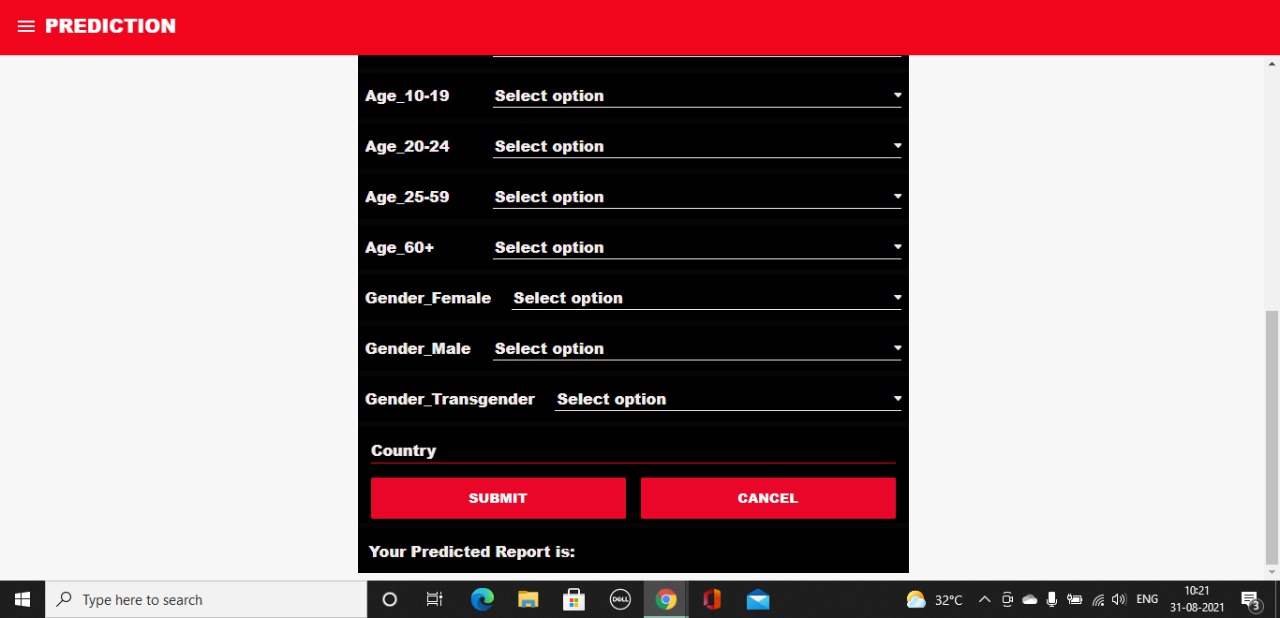 PREDICTION
Age_10-19 Select option
Age_20-24 Select option
Age_25-59 Select option
Age_60+ Select option
Gender_Female Select option
Gender_Male Select option
Gender_Transgender Select option
Country
SUBMIT CANCEL
Your Predicted Report is:
Type here to search
DELL
32°C
ENG
10:21
31-08-2021
3